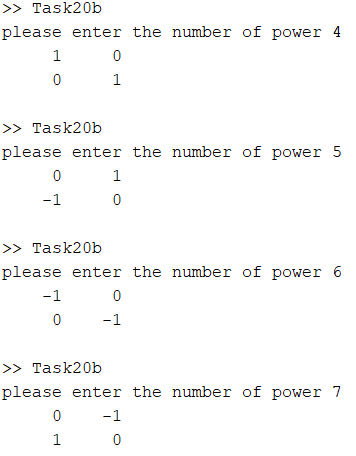 >> Task20b
please enter the number of power 4
1 0
0 1
>> Task20b
please enter the number of power 5
0 1
-1 0
>> Task20b
please enter the number of power 6
-1 0
0 -1
>> Task20b
please enter the number of power 7
0 -1
1 0